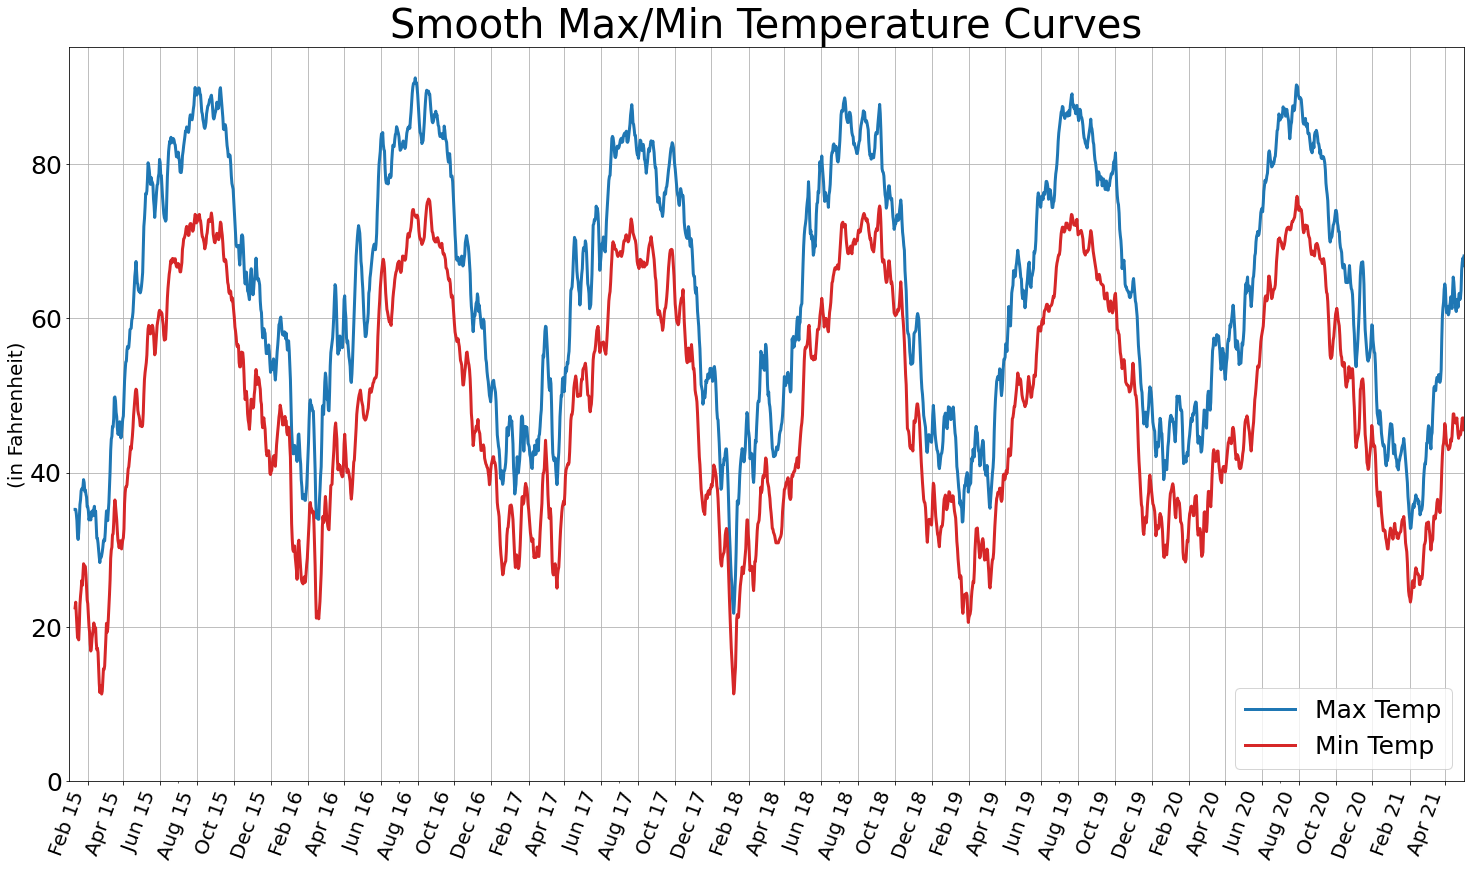 Smooth Max/Min Temperature Curves
(in Fahrenheit)
80
60
40
20
0
Max Temp
Min Temp
Feb 15
Apr 15
Jun 15
Aug 15
Oct 15
Dec 15
Feb 16
Apr 16
Jun 16
Aug 16
Oct 16
Dec 16
Feb 17
Apr 17
Jun 17
Aug 17
Oct 17
Dec 17
Feb 18
Apr 18
Jun 18
Aug 18
Oct 18
Dec 18
Feb 19
Apr 19
Jun 19
Aug 19
Oct 19
Dec 19
Feb 20
Apr 20
Jun 20
Aug 20
Oct 20
Dec 20
Feb 21
Apr 21